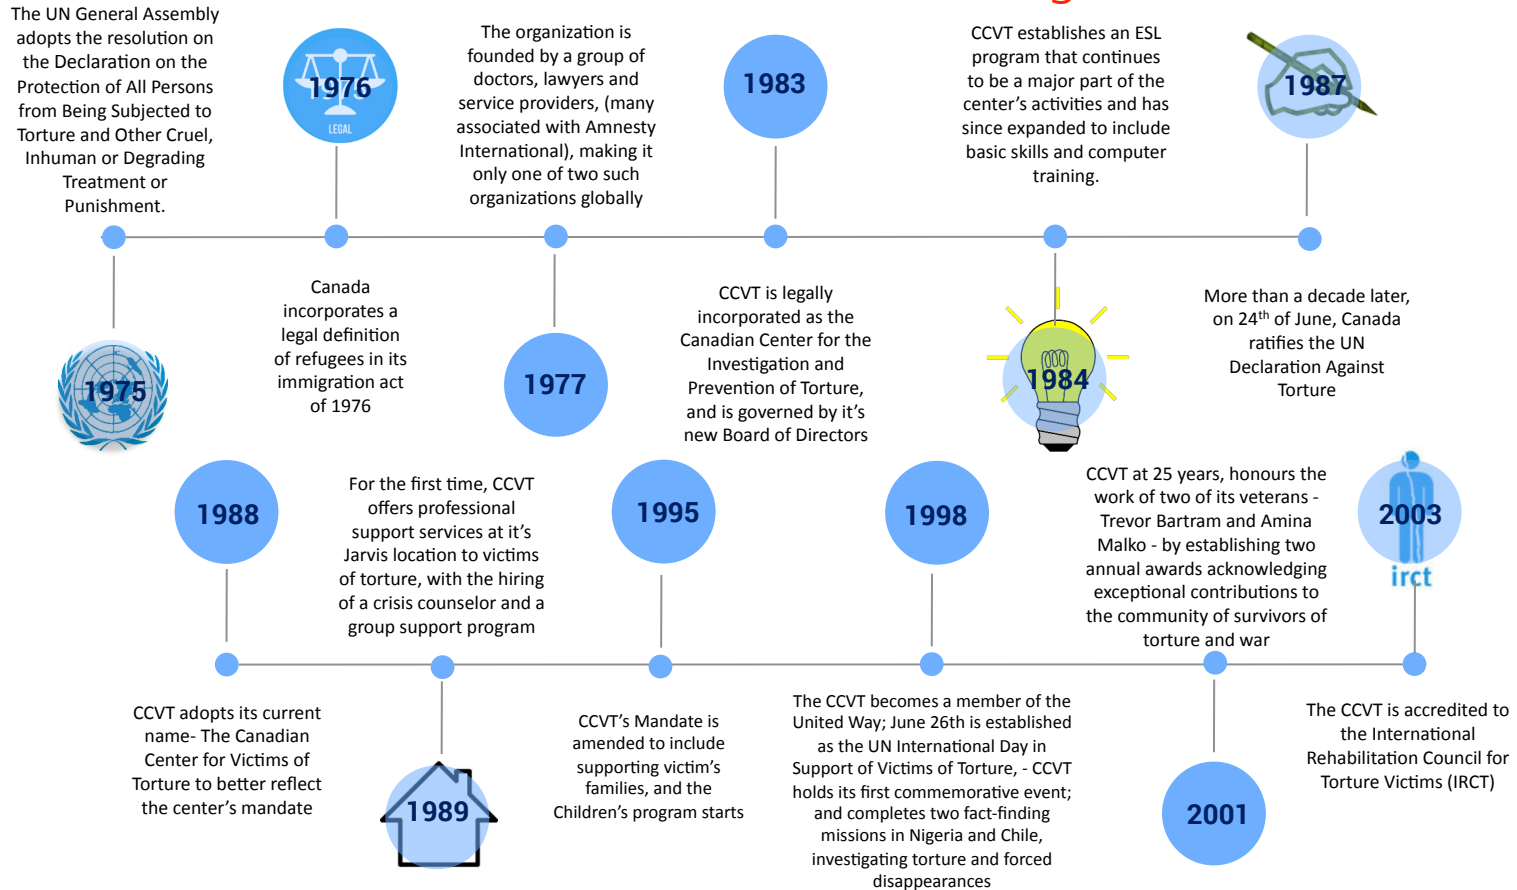 The UN General Assembly
adopts the resolution on
the Declaration on the
Protection of All Persons
from Being Subjected to
Torture and Other Cruel,
Inhuman or Degrading
Treatment or
Punishment.
1975
1976
LEGAL
Canada
incorporates a
legal definition
of refugees in its
immigration act
of 1976
The organization is
founded by a group of
doctors, lawyers and
service providers, (many
associated with Amnesty
International), making it
only one of two such
organizations globally
1977
1983
CCVT is legally
incorporated as the
Canadian Center for the
Investigation and
Prevention of Torture,
and is governed by it's
new Board of Directors
CCVT establishes an ESL
program that continues
to be a major part of the
center's activities and has
since expanded to include
basic skills and computer
training.
1984
1987
More than a decade later,
on 24th of June, Canada
ratifies the UN
Declaration Against
Torture
1988
CCVT adopts its current
name- The Canadian
Center for Victims of
Torture to better reflect
the center's mandate
For the first time, CCVT
offers professional
support services at it's
Jarvis location to victims
of torture, with the hiring
of a crisis counselor and a
group support program
1989
1995
CCVT's Mandate is
amended to include
supporting victim's
families, and the
Children's program starts
1998
The CCVT becomes a member of the
United Way; June 26th is established
as the UN International Day in
Support of Victims of Torture, - CCVT
holds its first commemorative event;
and completes two fact-finding
missions in Nigeria and Chile,
investigating torture and forced
disappearances
CCVT at 25 years, honours the
work of two of its veterans -
Trevor Bartram and Amina
Malko - by establishing two
annual awards acknowledging
exceptional contributions to
the community of survivors of
torture and war
2001
2003
irct
The CCVT is accredited to
the International
Rehabilitation Council for
Torture Victims (IRCT)